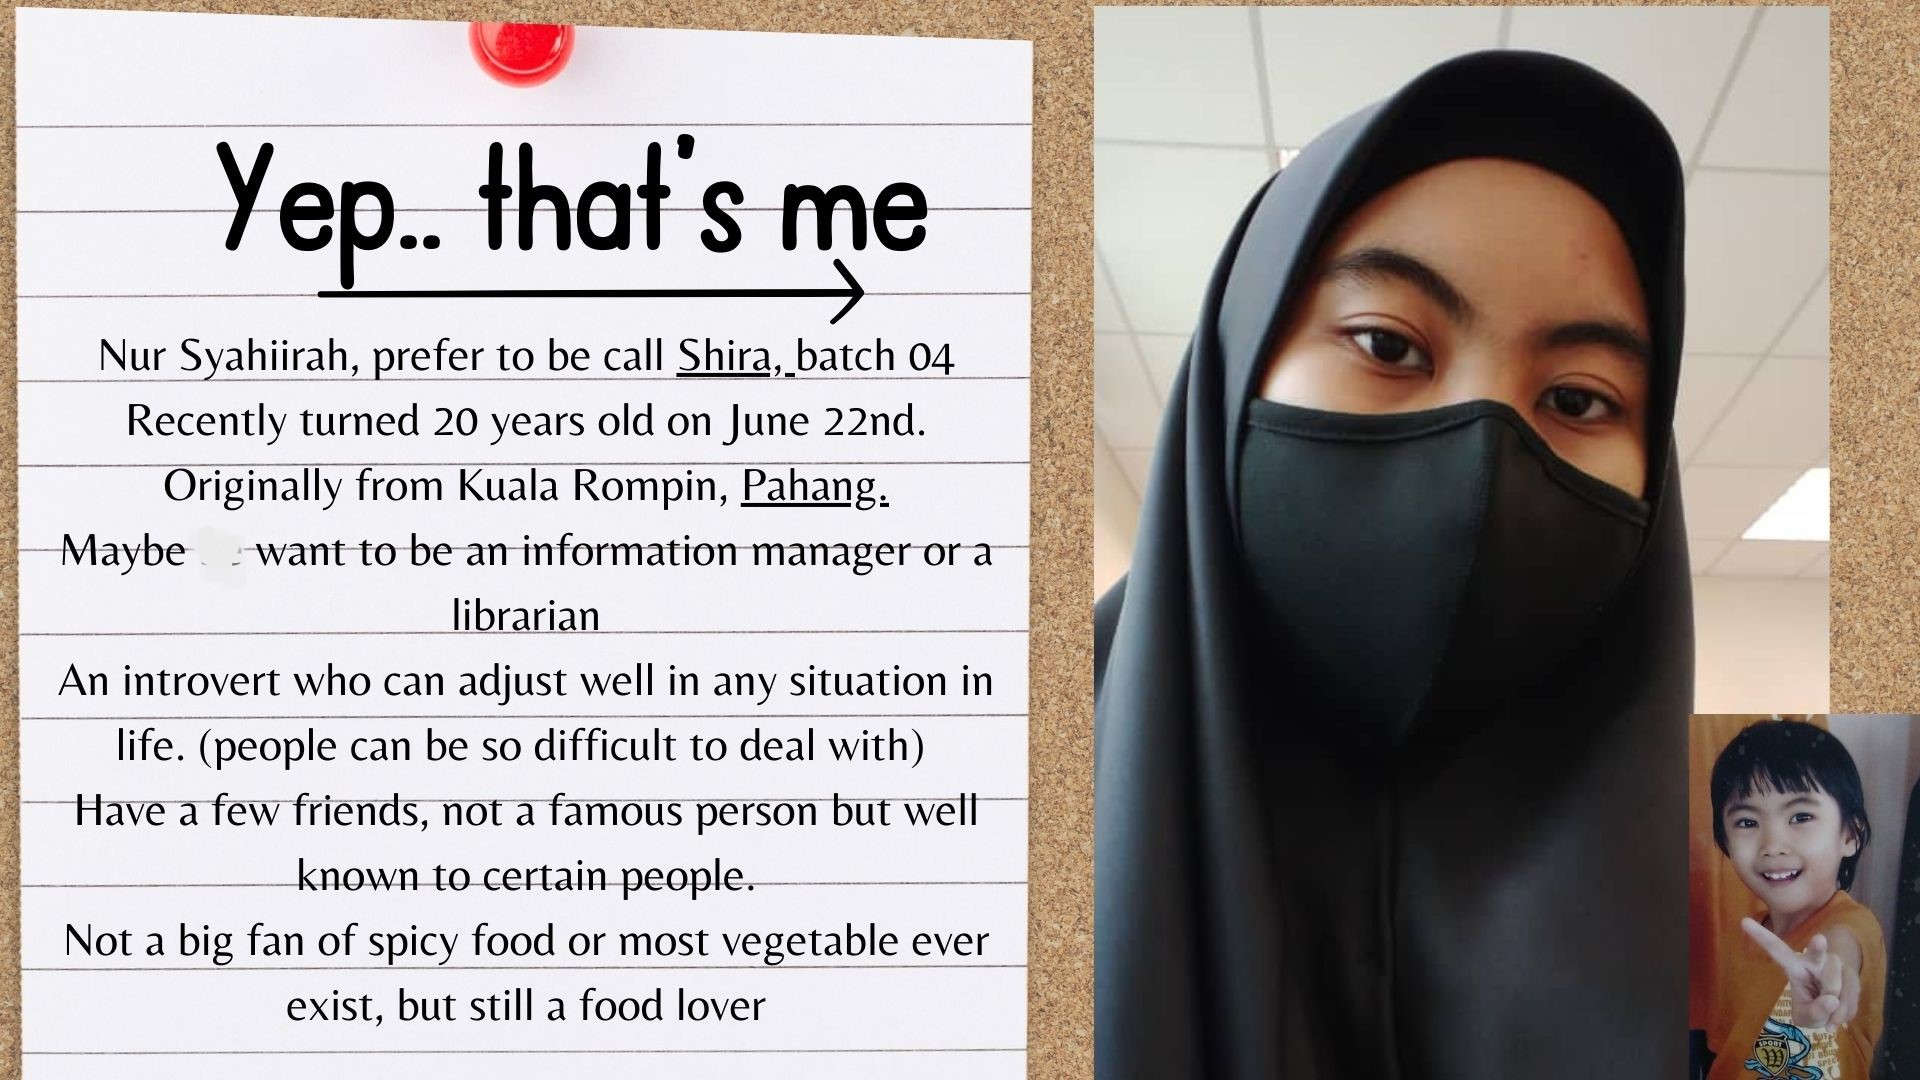 Yep.. that's me
Nur Syahiirah, prefer to be call Shira, batch 04
Recently turned 20 years old on June 22nd.
Originally from Kuala Rompin, Pahang.
Maybe want to be an information manager or a
librarian
An introvert who can adjust well in any situation in
life. (people can be so difficult to deal with)
Have a few friends, not a famous person but well
known to certain people.
Not a big fan of spicy food or most vegetable ever
exist, but still a food lover
SPORT
W